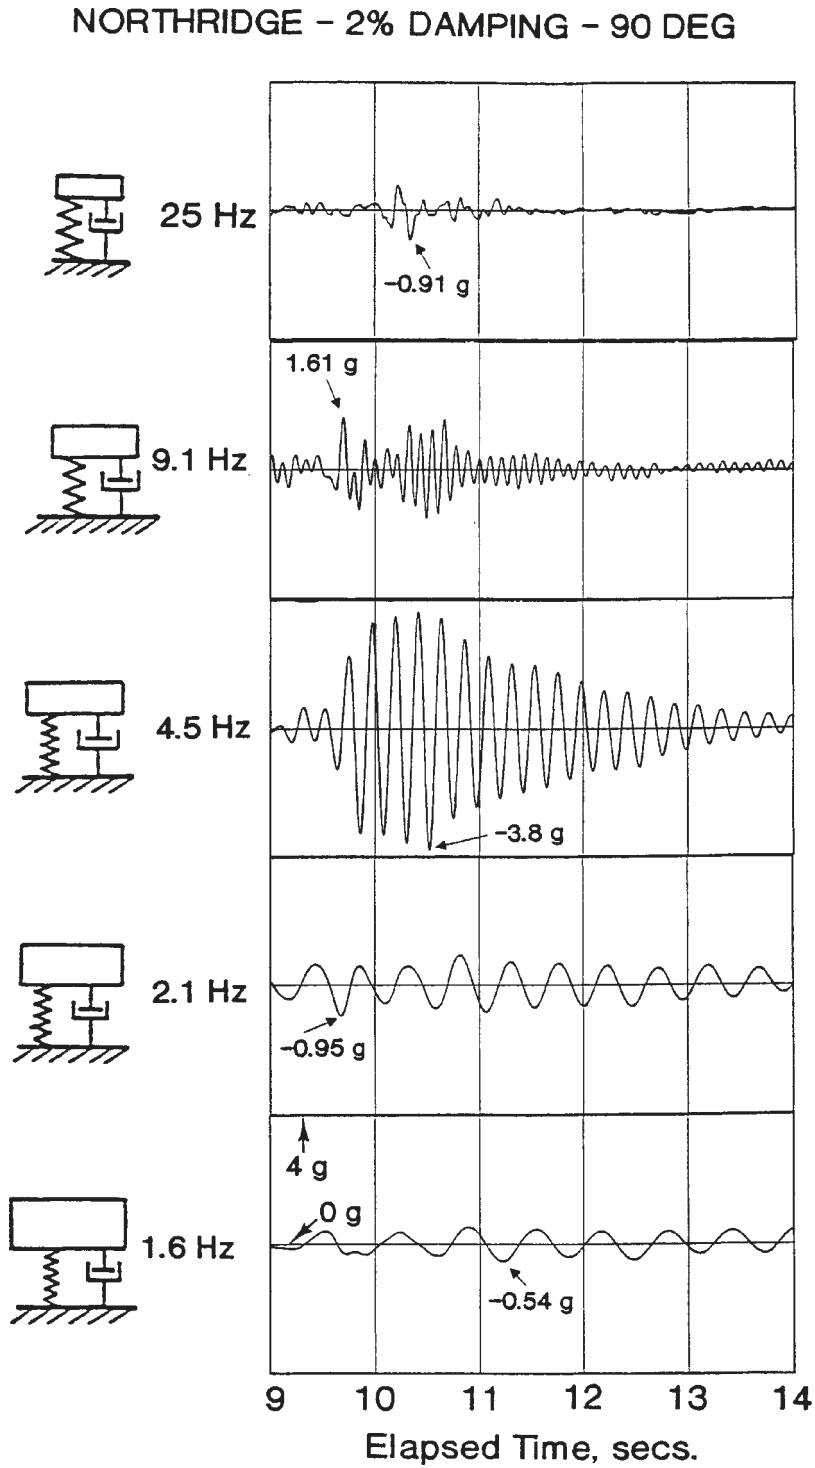 NORTHRIDGE - 2% DAMPING - 90 DEG
25 Hz
-0.91 g
1.61 g
9.1 Hz
4.5 Hz
-3.8 g
2.1 Hz
-0.95 g
4 g
0 g
1.6 Hz
-0.54 g
9 10 11 12 13 14
Elapsed Time, secs.